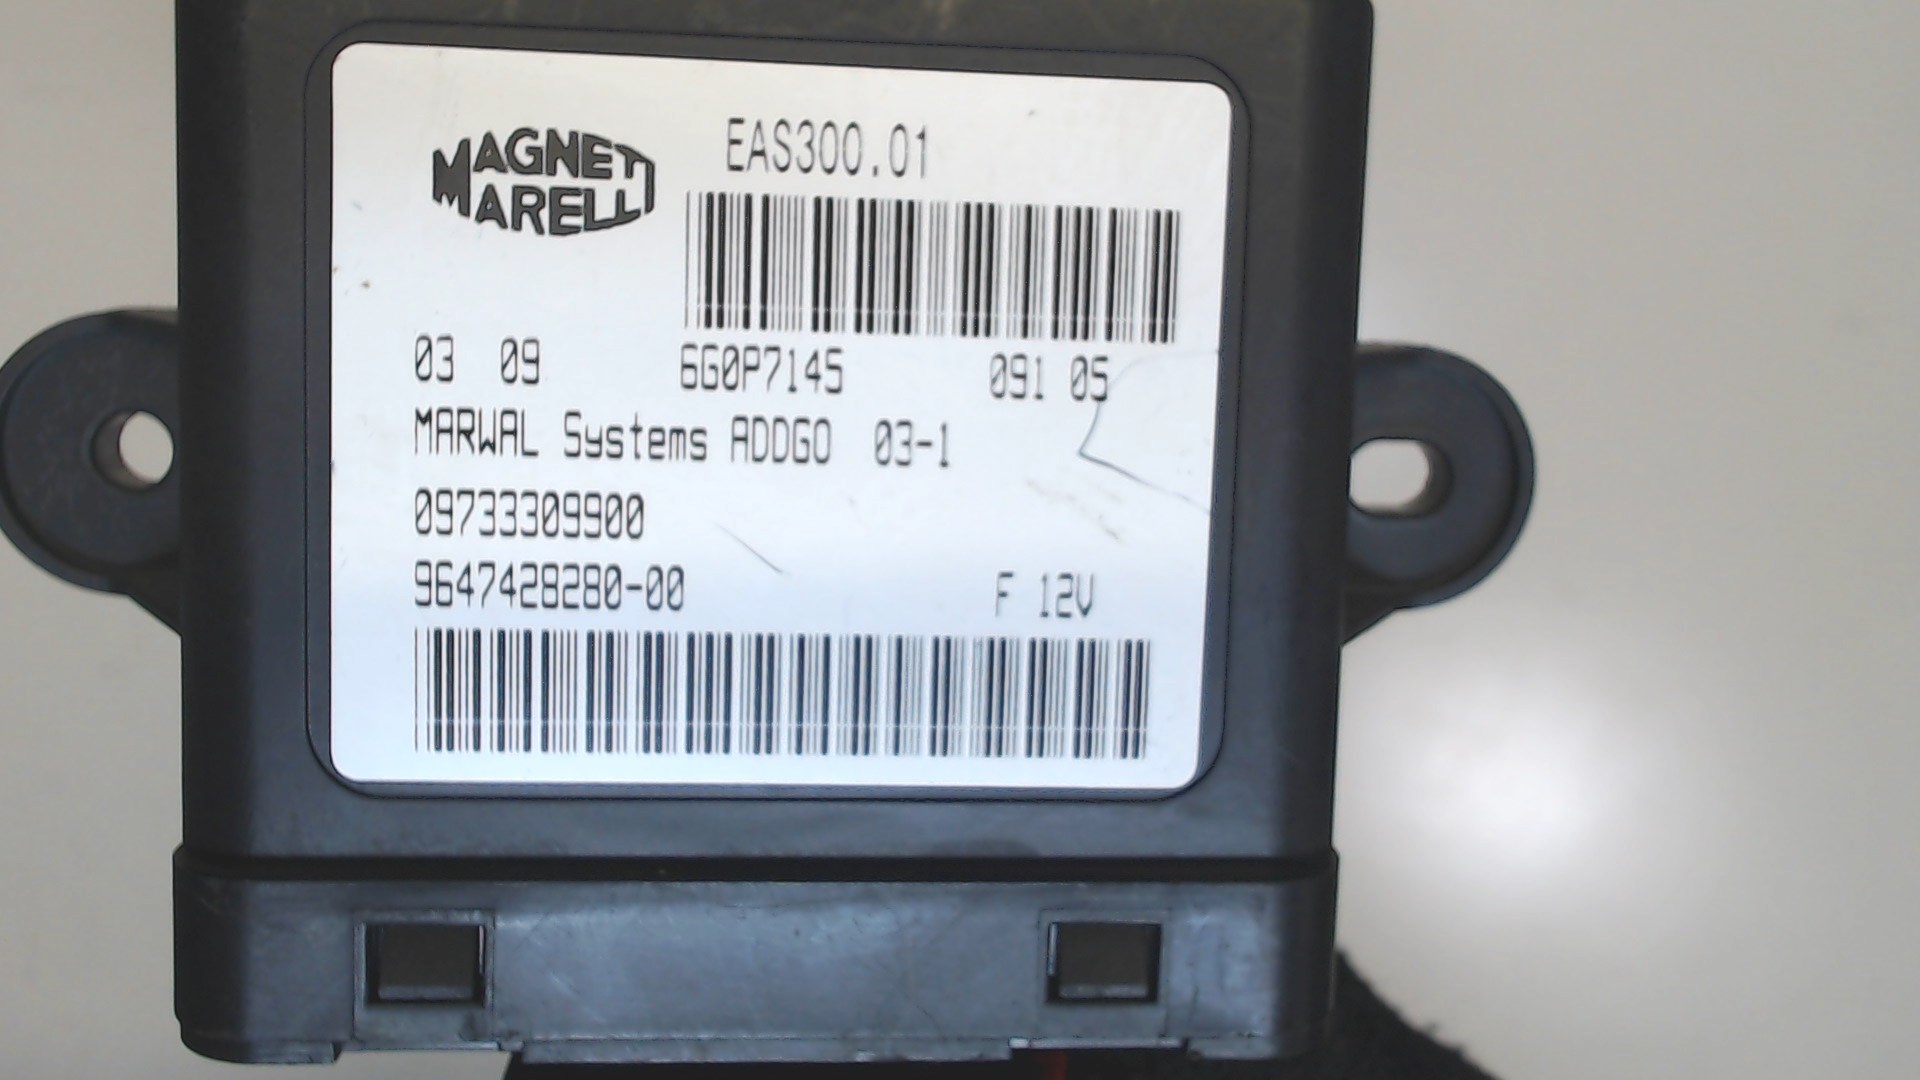 MAGNETI
MARELLI
EAS300.01
03 09 6G0P7145 091 05
MARWAL Systems ADDGO 03-1
09733309900
9647428280-00 F 12V